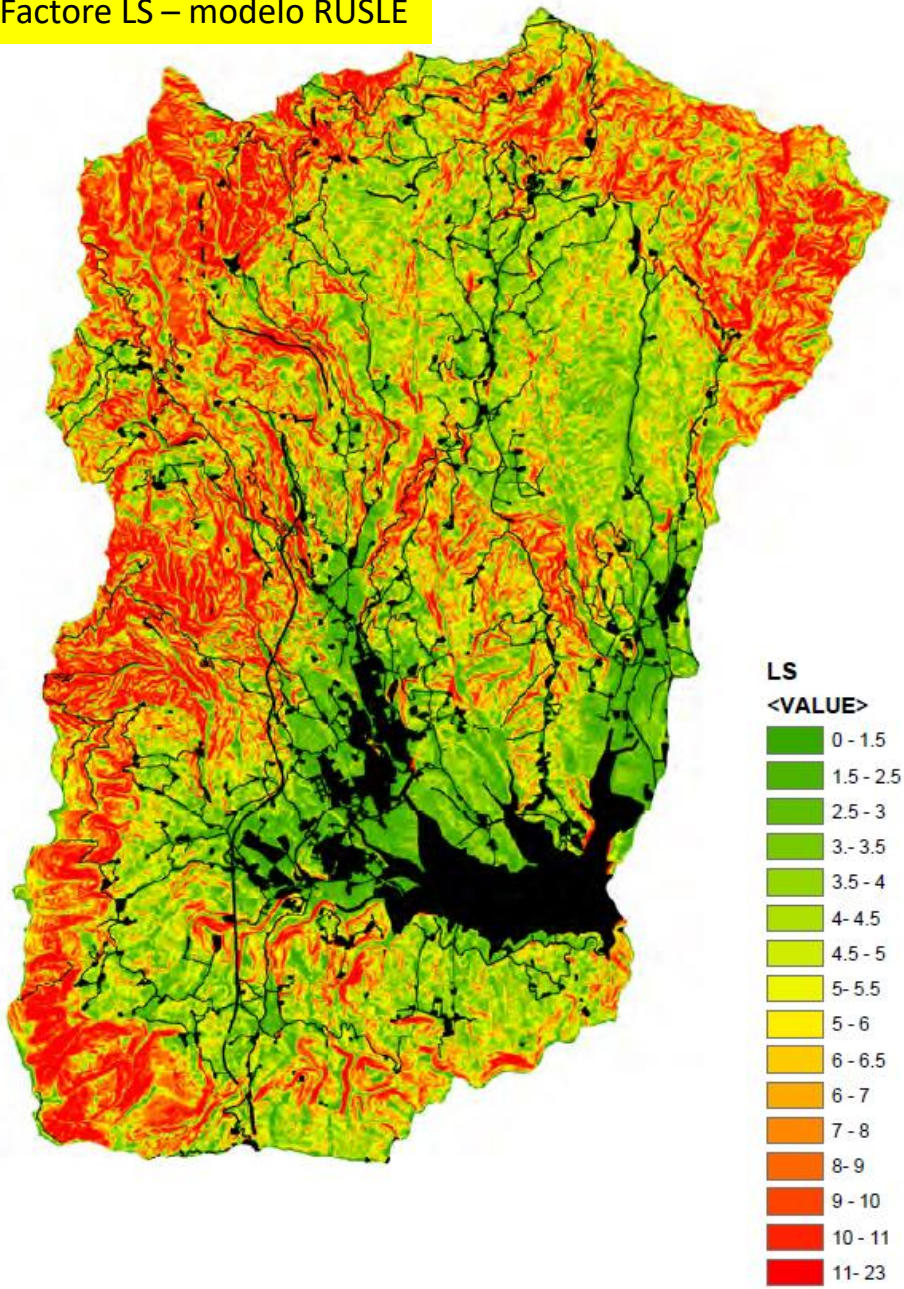 Factore LS – modelo RUSLE
LS
<VALUE>
0 - 1.5
1.5 - 2.5
2.5 - 3
3.- 3.5
3.5 - 4
4- 4.5
4.5 - 5
5- 5.5
5 - 6
6 - 6.5
6 - 7
7 - 8
8- 9
9 - 10
10 - 11
11- 23